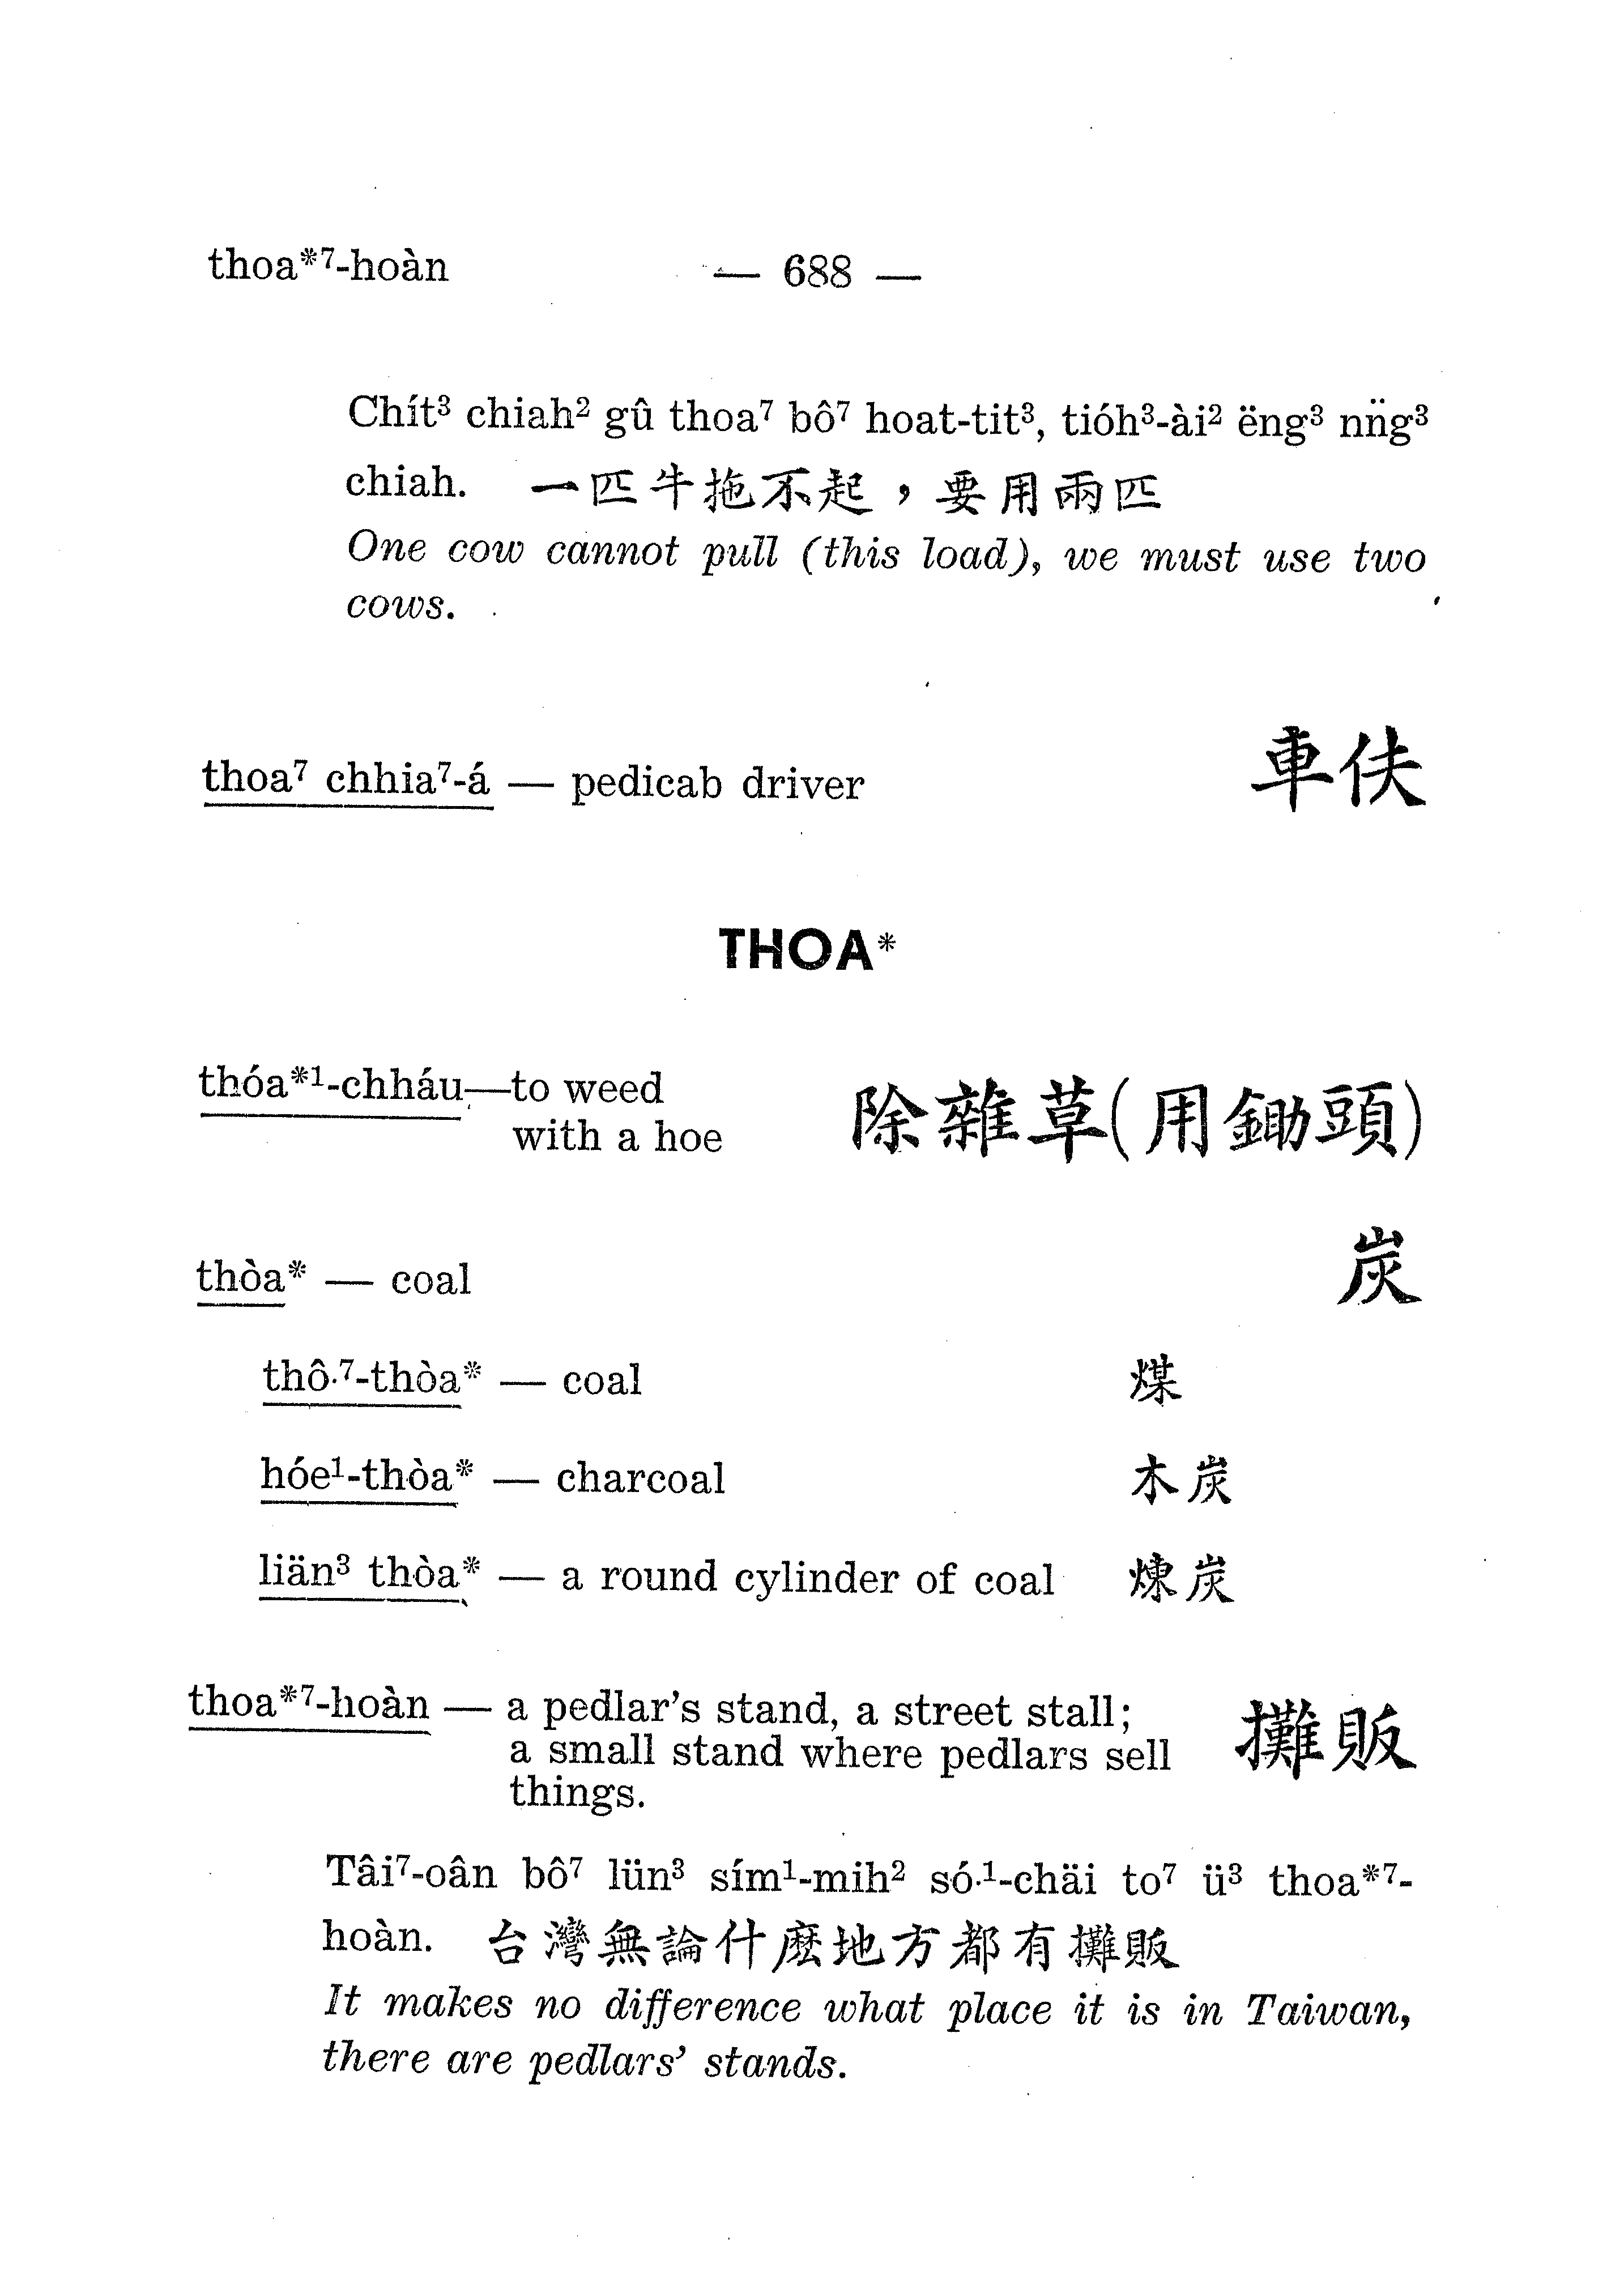 thoa*⁷-hoàn — 688 —
Chít³ chiah² gû thoa⁷ bô⁷ hoat-tit³, tióh³-ài² ëng³ nn̈g³
chiah. 一匹牛拖不起，要用兩匹
One cow cannot pull (this load), we must use two
cows.
thoa⁷ chhia⁷-á — pedicab driver 車伕
THOA*
thóa*¹-chháu—to weed 除雜草(用鋤頭)
with a hoe
thòa* — coal 炭
thô·⁷-thòa* — coal 煤
hóe¹-thòa* — charcoal 木炭
liän³ thòa* — a round cylinder of coal 煉炭
thoa*⁷-hoàn — a pedlar's stand, a street stall; 攤販
a small stand where pedlars sell
things.
Tâi⁷-oân bô⁷ lün³ sím¹-mih² só·¹-chäi to⁷ ü³ thoa*⁷-
hoàn. 台灣無論什麽地方都有攤販
It makes no difference what place it is in Taiwan,
there are pedlars' stands.